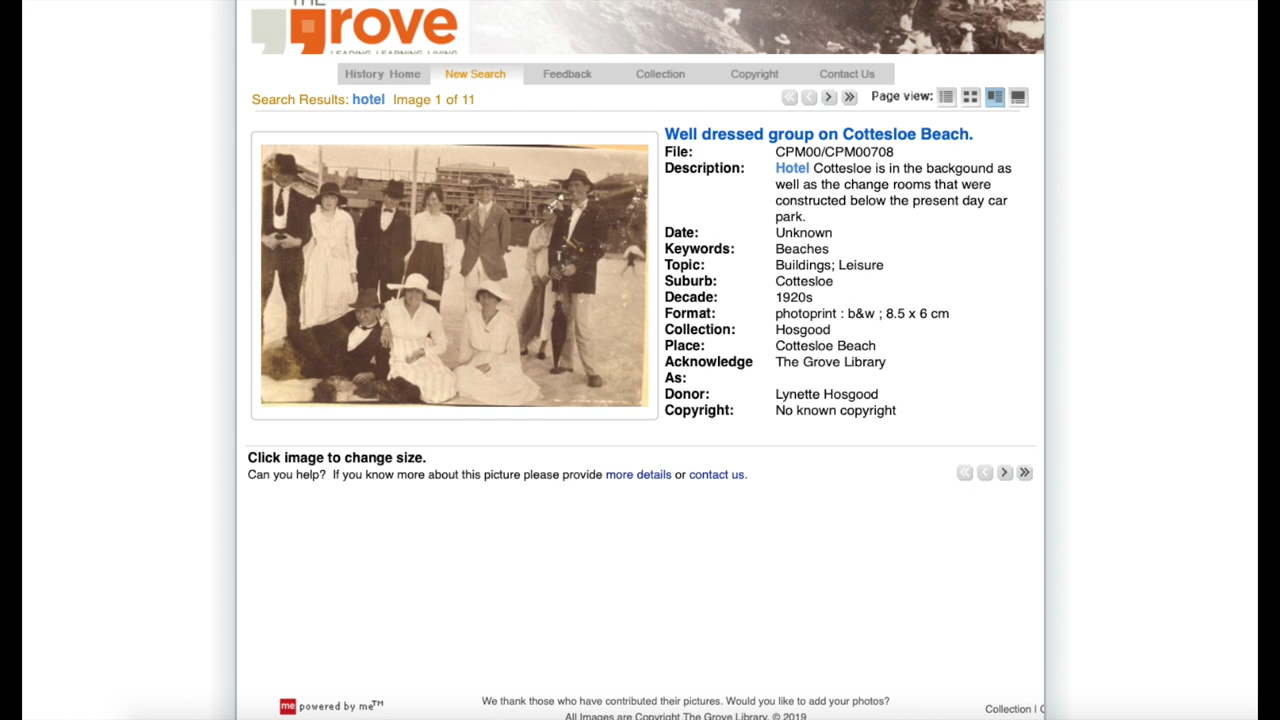 THE
grove
LEADING LEARNING LIVING
History Home New Search Feedback Collection Copyright Contact Us
Search Results: hotel Image 1 of 11
Page view:
Well dressed group on Cottesloe Beach.
File: CPM00/CPM00708
Description: Hotel Cottesloe is in the backgound as
well as the change rooms that were
constructed below the present day car
park.
Date: Unknown
Keywords: Beaches
Topic: Buildings; Leisure
Suburb: Cottesloe
Decade: 1920s
Format: photoprint : b&w ; 8.5 x 6 cm
Collection: Hosgood
Place: Cottesloe Beach
Acknowledge The Grove Library
As:
Donor: Lynette Hosgood
Copyright: No known copyright
Click image to change size.
Can you help? If you know more about this picture please provide more details or contact us.
me powered by me™
We thank those who have contributed their pictures. Would you like to add your photos?
All Images are Copyright The Grove Library, © 2019
Collection |